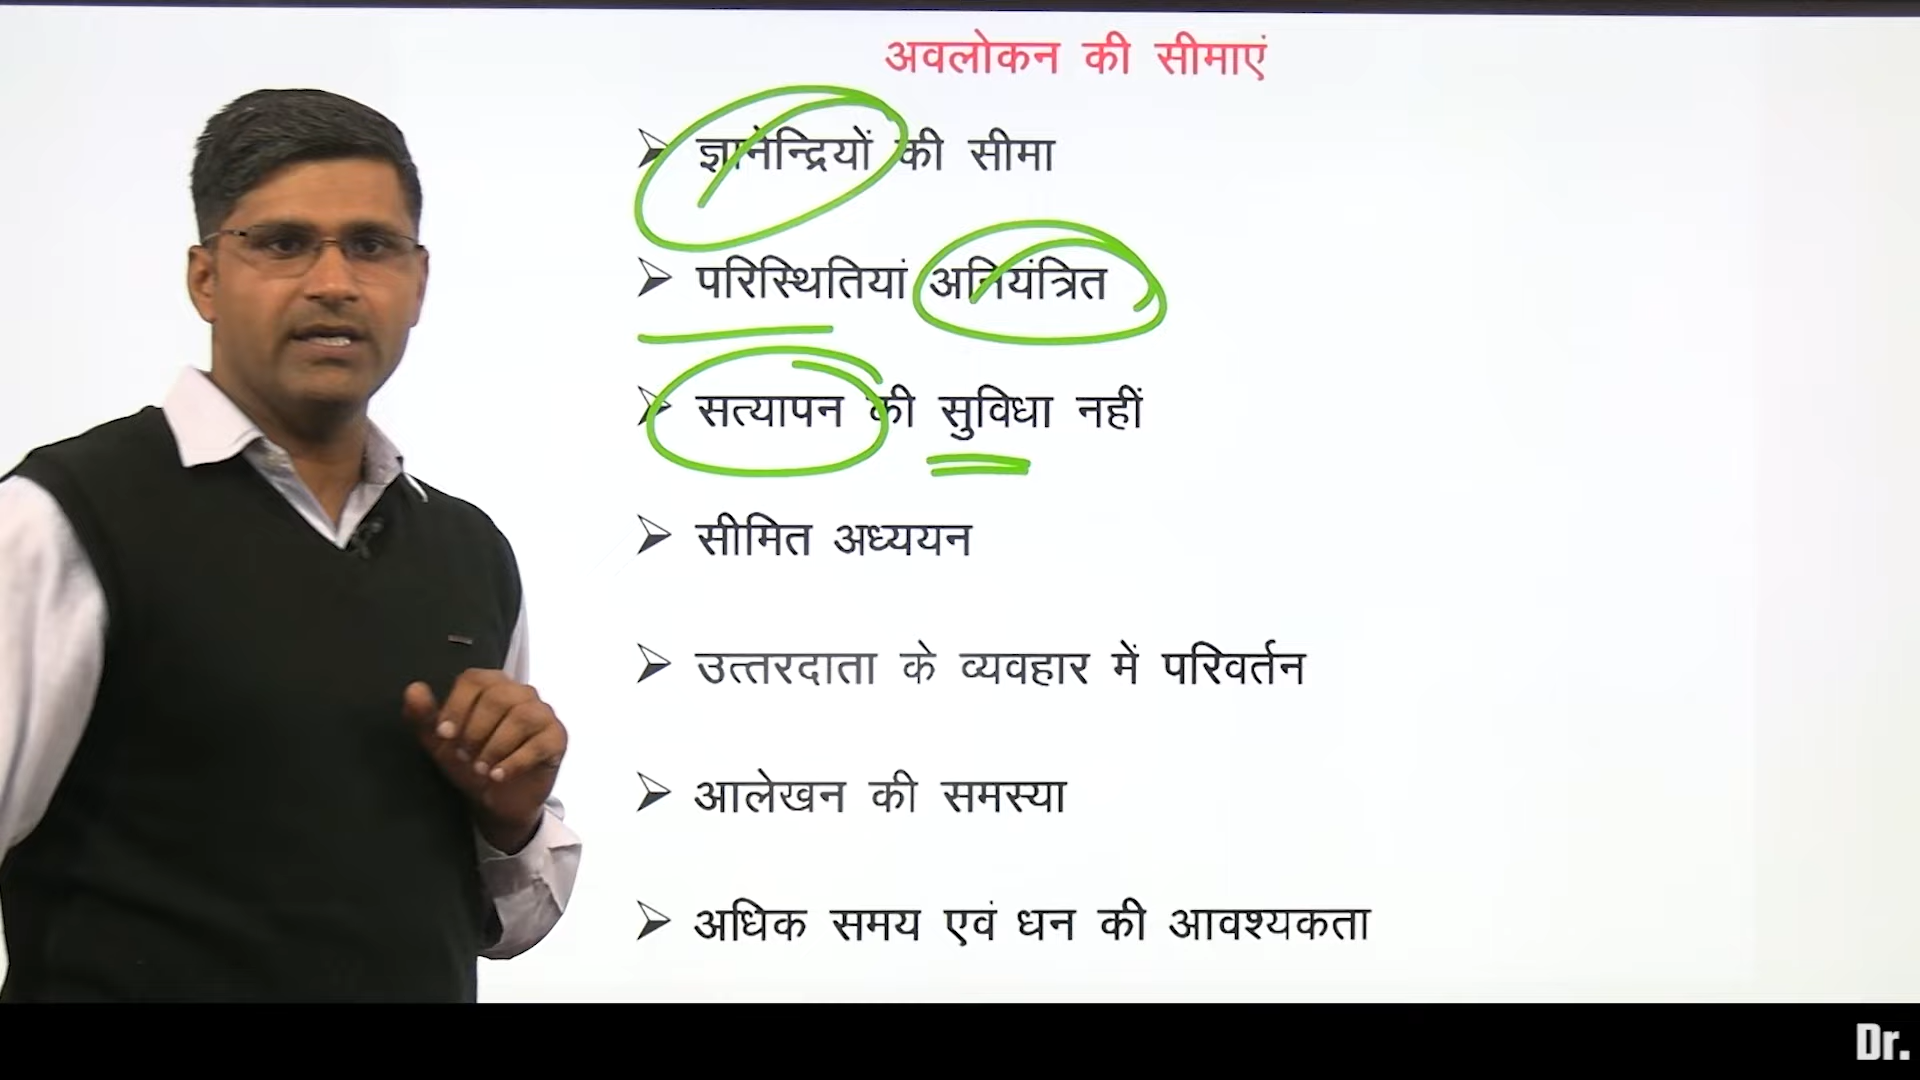 अवलोकन की सीमाएं
ज्ञानेन्द्रियों की सीमा
परिस्थितियां अनियंत्रित
सत्यापन की सुविधा नहीं
सीमित अध्ययन
उत्तरदाता के व्यवहार में परिवर्तन
आलेखन की समस्या
अधिक समय एवं धन की आवश्यकता
Dr.